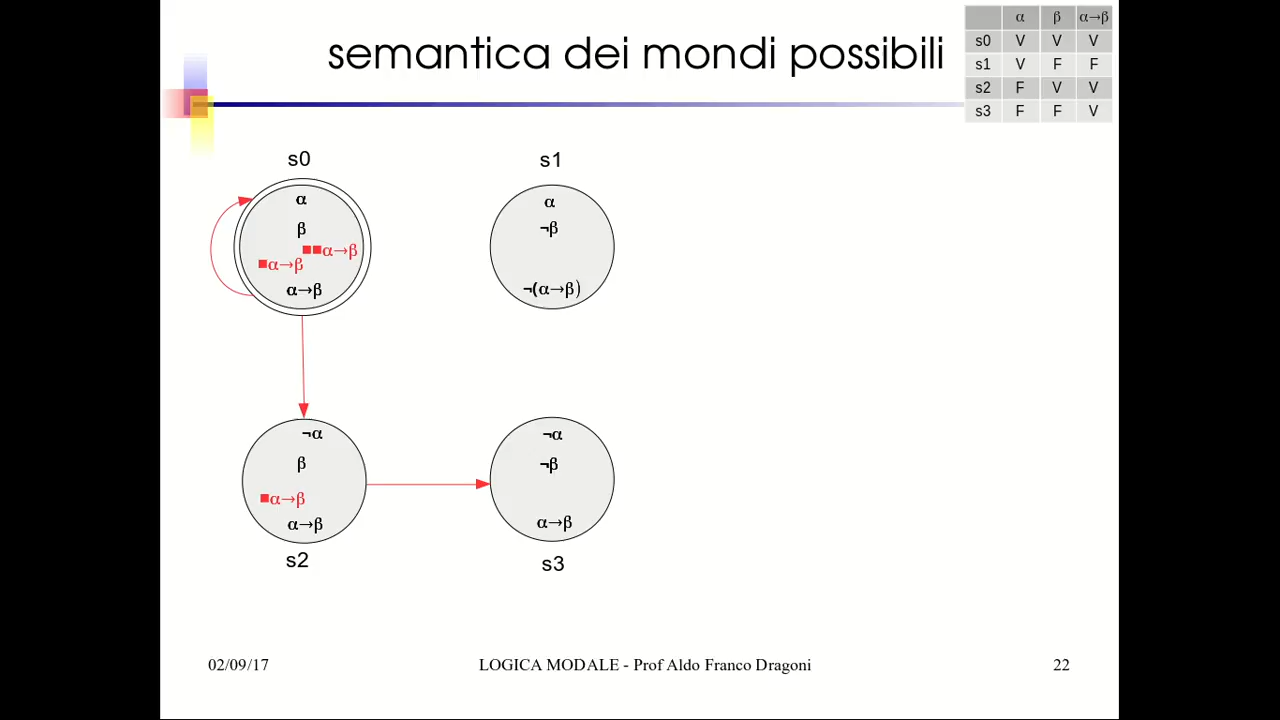 semantica dei mondi possibili
α β α→β
s0 V V V
s1 V F F
s2 F V V
s3 F F V
s0
α
β
■■α→β
■α→β
α→β
s1
α
¬β
¬(α→β)
¬α
β
■α→β
α→β
s2
¬α
¬β
α→β
s3
02/09/17 LOGICA MODALE - Prof Aldo Franco Dragoni 22